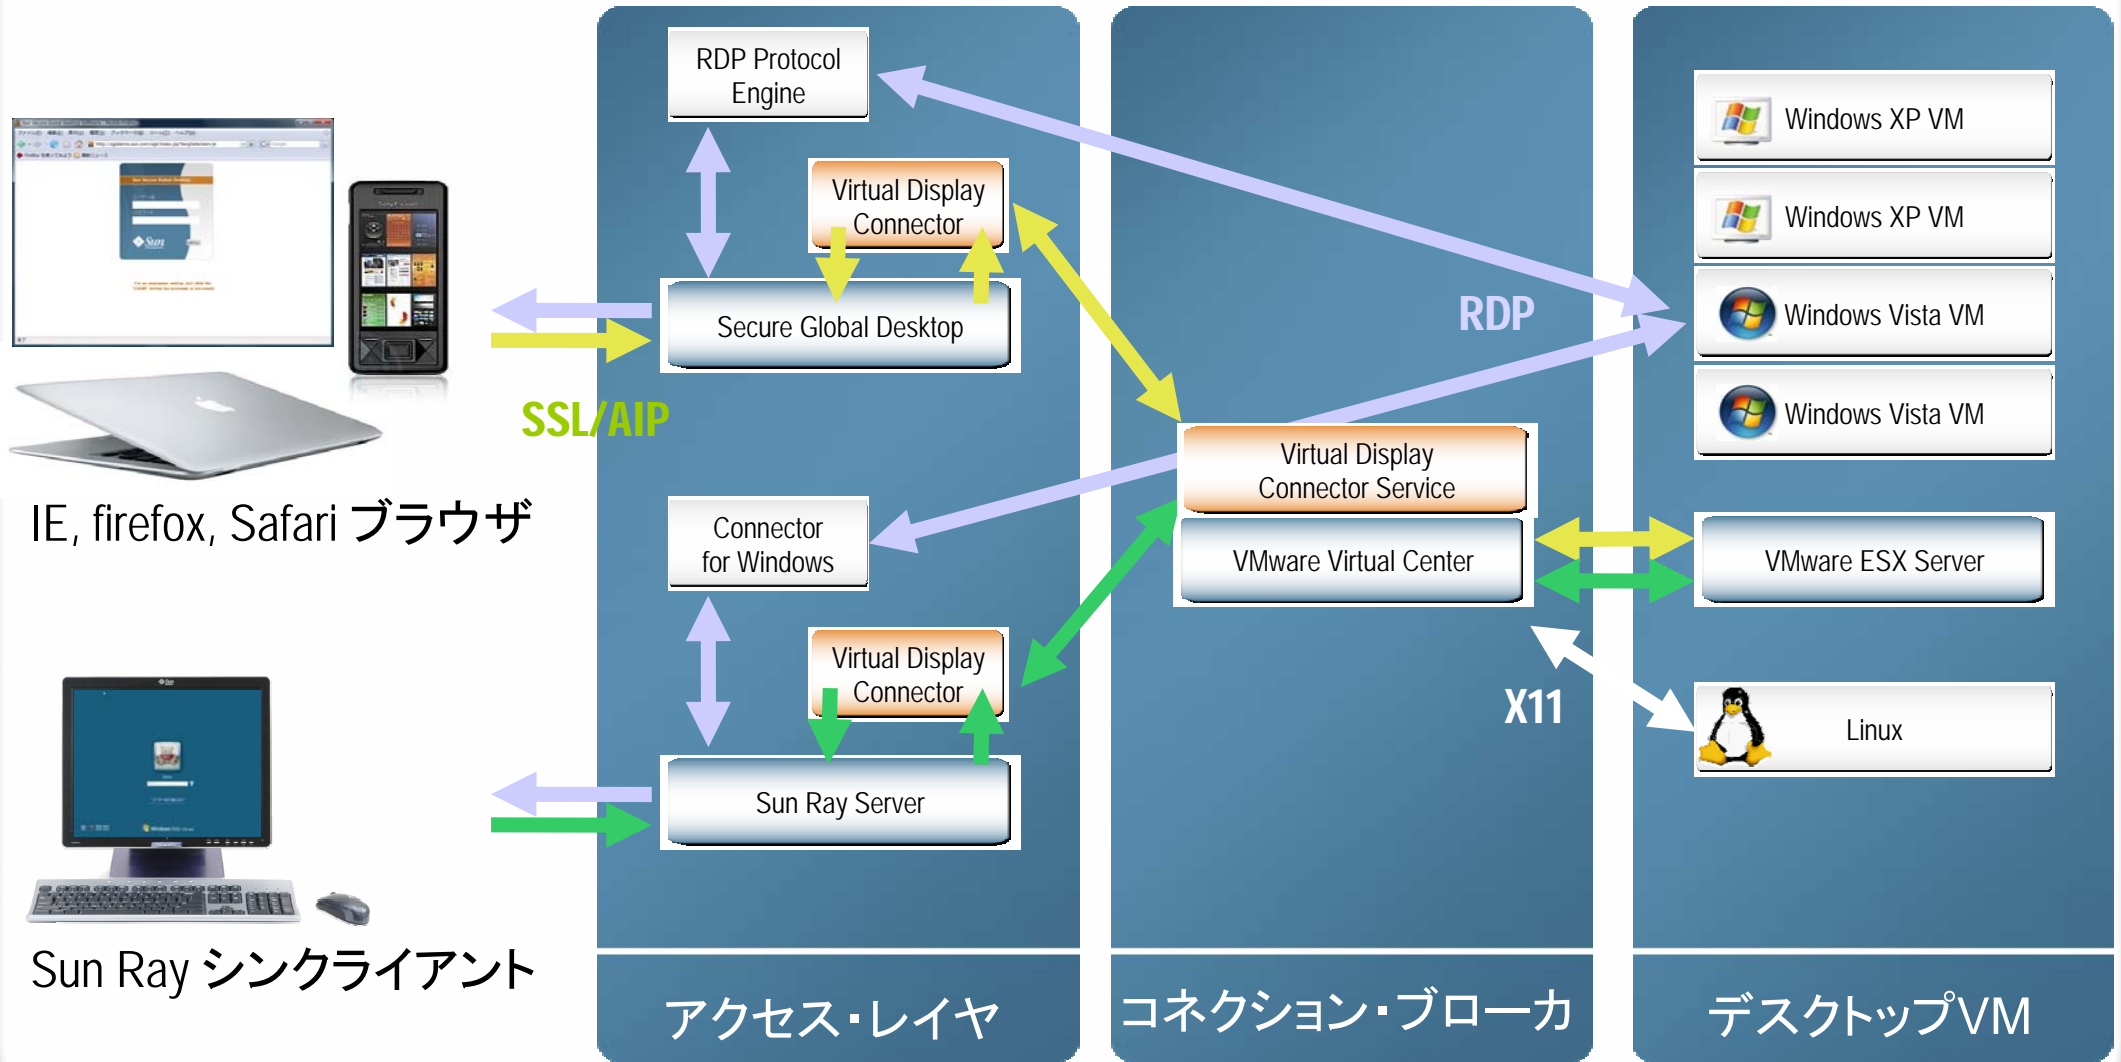 RDP Protocol
Engine
Virtual Display
Connector
Secure Global Desktop
SSL/AIP
IE, firefox, Safari ブラウザ
Connector
for Windows
Virtual Display
Connector
Sun Ray Server
Sun Ray シンクライアント
アクセス・レイヤ
RDP
Virtual Display
Connector Service
VMware Virtual Center
X11
コネクション・ブローカ
Windows XP VM
Windows XP VM
Windows Vista VM
Windows Vista VM
VMware ESX Server
Linux
デスクトップVM
Sun